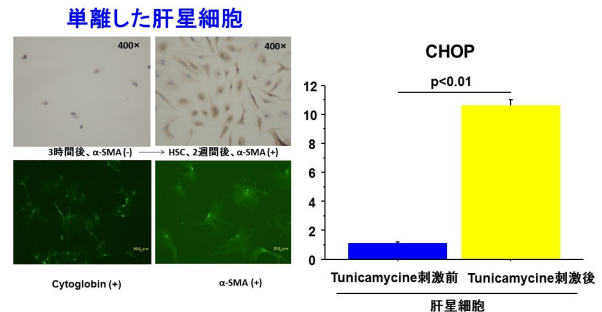 単離した肝星細胞
400×
400×
3時間後、α-SMA (-) → HSC、2週間後、α-SMA (+)
Cytoglobin (+)
α-SMA (+)
CHOP
p<0.01
12
10
8
6
4
2
0
Tunicamycine刺激前 Tunicamycine刺激後
肝星細胞